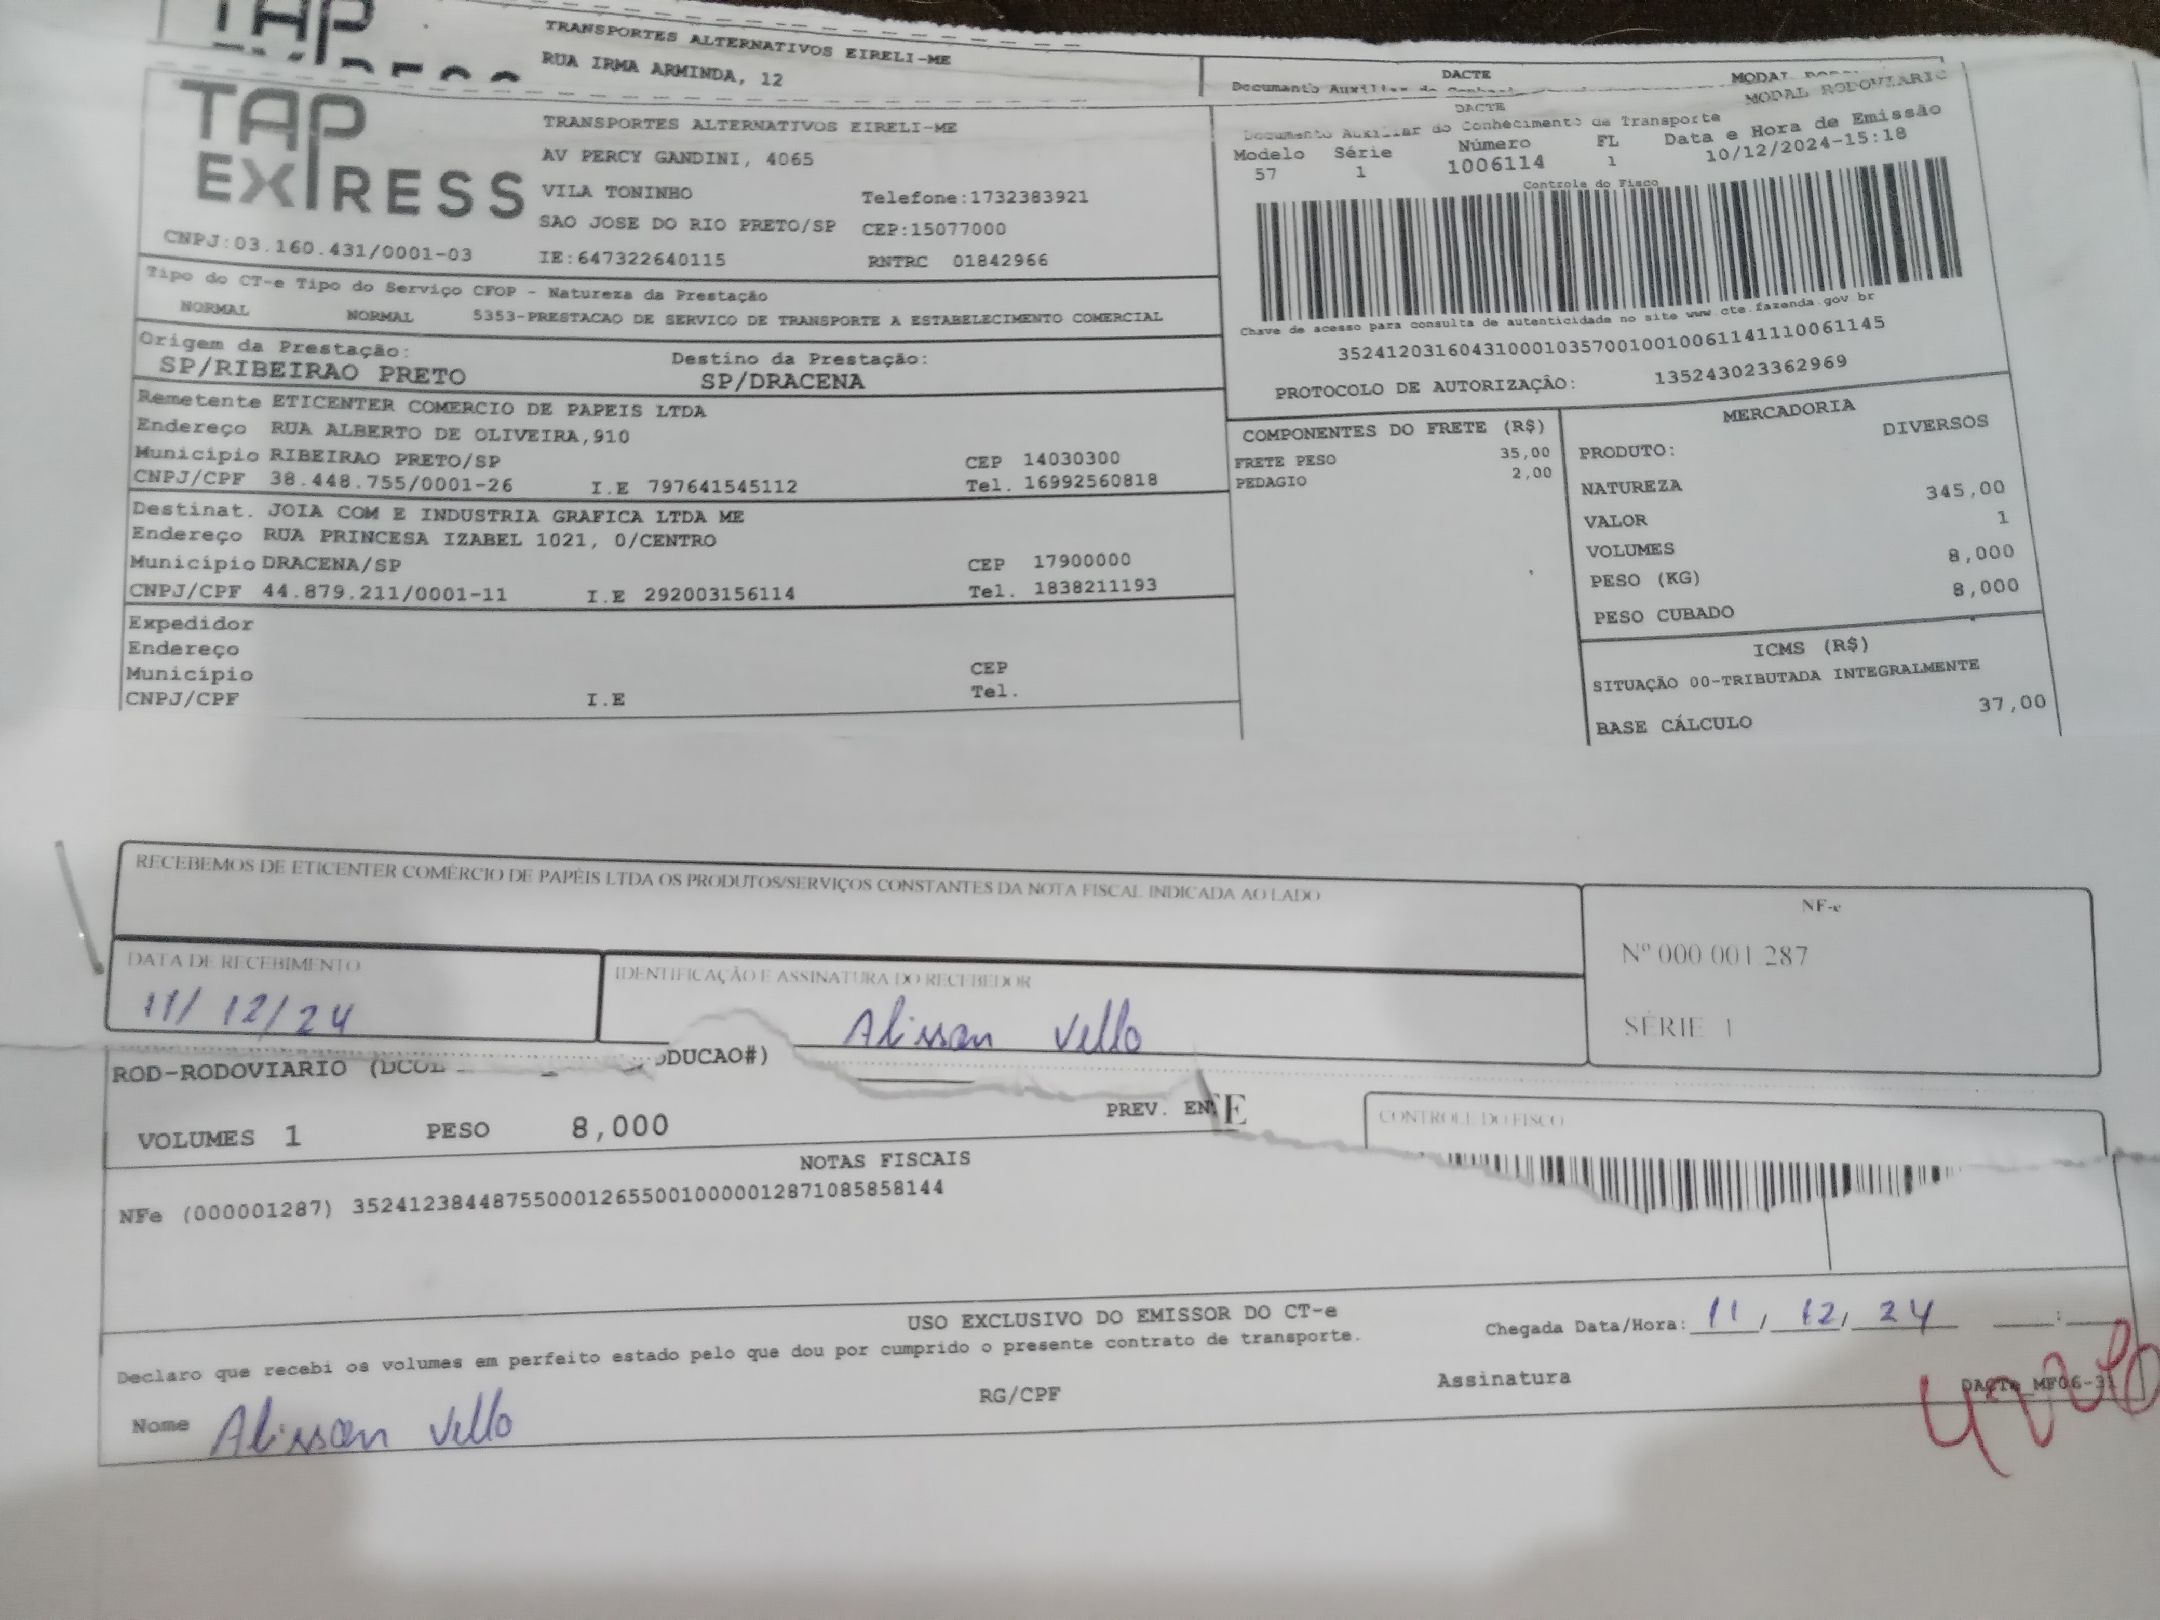 TAP
TRANSPORTES ALTERNATIVOS EIRELI-ME
RUA IRMA ARMINDA, 12
DACTE
MODAL
Documento Auxiliar
TAP EXPRESS
TRANSPORTES ALTERNATIVOS EIRELI-ME
AV PERCY GANDINI, 4065
VILA TONINHO Telefone:1732383921
SAO JOSE DO RIO PRETO/SP CEP:15077000
CNPJ:03.160.431/0001-03 IE:647322640115 RNTRC 01842966
DACTE MODAL RODOVIARIO
Documento Auxiliar do Conhecimento de Transporte
Modelo Série Número FL Data e Hora de Emissão
57 1 1006114 1 10/12/2024-15:18
Controle do Fisco
Chave de acesso para consulta de autenticidade no site www.cte.fazenda.gov.br
35241203160431000103570010010061141110061145
PROTOCOLO DE AUTORIZAÇÃO: 135243023362969
Tipo do CT-e Tipo do Serviço CFOP - Natureza da Prestação
NORMAL NORMAL 5353-PRESTACAO DE SERVICO DE TRANSPORTE A ESTABELECIMENTO COMERCIAL
Origem da Prestação: Destino da Prestação:
SP/RIBEIRAO PRETO SP/DRACENA
Remetente ETICENTER COMERCIO DE PAPEIS LTDA
Endereço RUA ALBERTO DE OLIVEIRA,910
Município RIBEIRAO PRETO/SP CEP 14030300
CNPJ/CPF 38.448.755/0001-26 I.E 797641545112 Tel. 16992560818
Destinat. JOIA COM E INDUSTRIA GRAFICA LTDA ME
Endereço RUA PRINCESA IZABEL 1021, 0/CENTRO
Município DRACENA/SP CEP 17900000
CNPJ/CPF 44.879.211/0001-11 I.E 292003156114 Tel. 1838211193
Expedidor
Endereço
Município CEP
CNPJ/CPF I.E Tel.
COMPONENTES DO FRETE (R$)
FRETE PESO 35,00
PEDAGIO 2,00
MERCADORIA
PRODUTO: DIVERSOS
NATUREZA
VALOR 345,00
VOLUMES 1
PESO (KG) 8,000
PESO CUBADO 8,000
ICMS (R$)
SITUAÇÃO 00-TRIBUTADA INTEGRALMENTE
BASE CÁLCULO 37,00
RECEBEMOS DE ETICENTER COMÉRCIO DE PAPÉIS LTDA OS PRODUTOS/SERVIÇOS CONSTANTES DA NOTA FISCAL INDICADA AO LADO
NF-e
Nº 000 001 287
SÉRIE 1
DATA DE RECEBIMENTO IDENTIFICAÇÃO E ASSINATURA DO RECEBEDOR
11/12/24 Alisson Vello
ROD-RODOVIARIO ODUCAO#)
VOLUMES 1 PESO 8,000 PREV. EN E
CONTROLE DO FISCO
NOTAS FISCAIS
NFe (000001287) 35241238448755000126550010000012871085858144
USO EXCLUSIVO DO EMISSOR DO CT-e
Chegada Data/Hora: 11/12/24 :
Declaro que recebi os volumes em perfeito estado pelo que dou por cumprido o presente contrato de transporte.
Nome Alisson Vello RG/CPF Assinatura